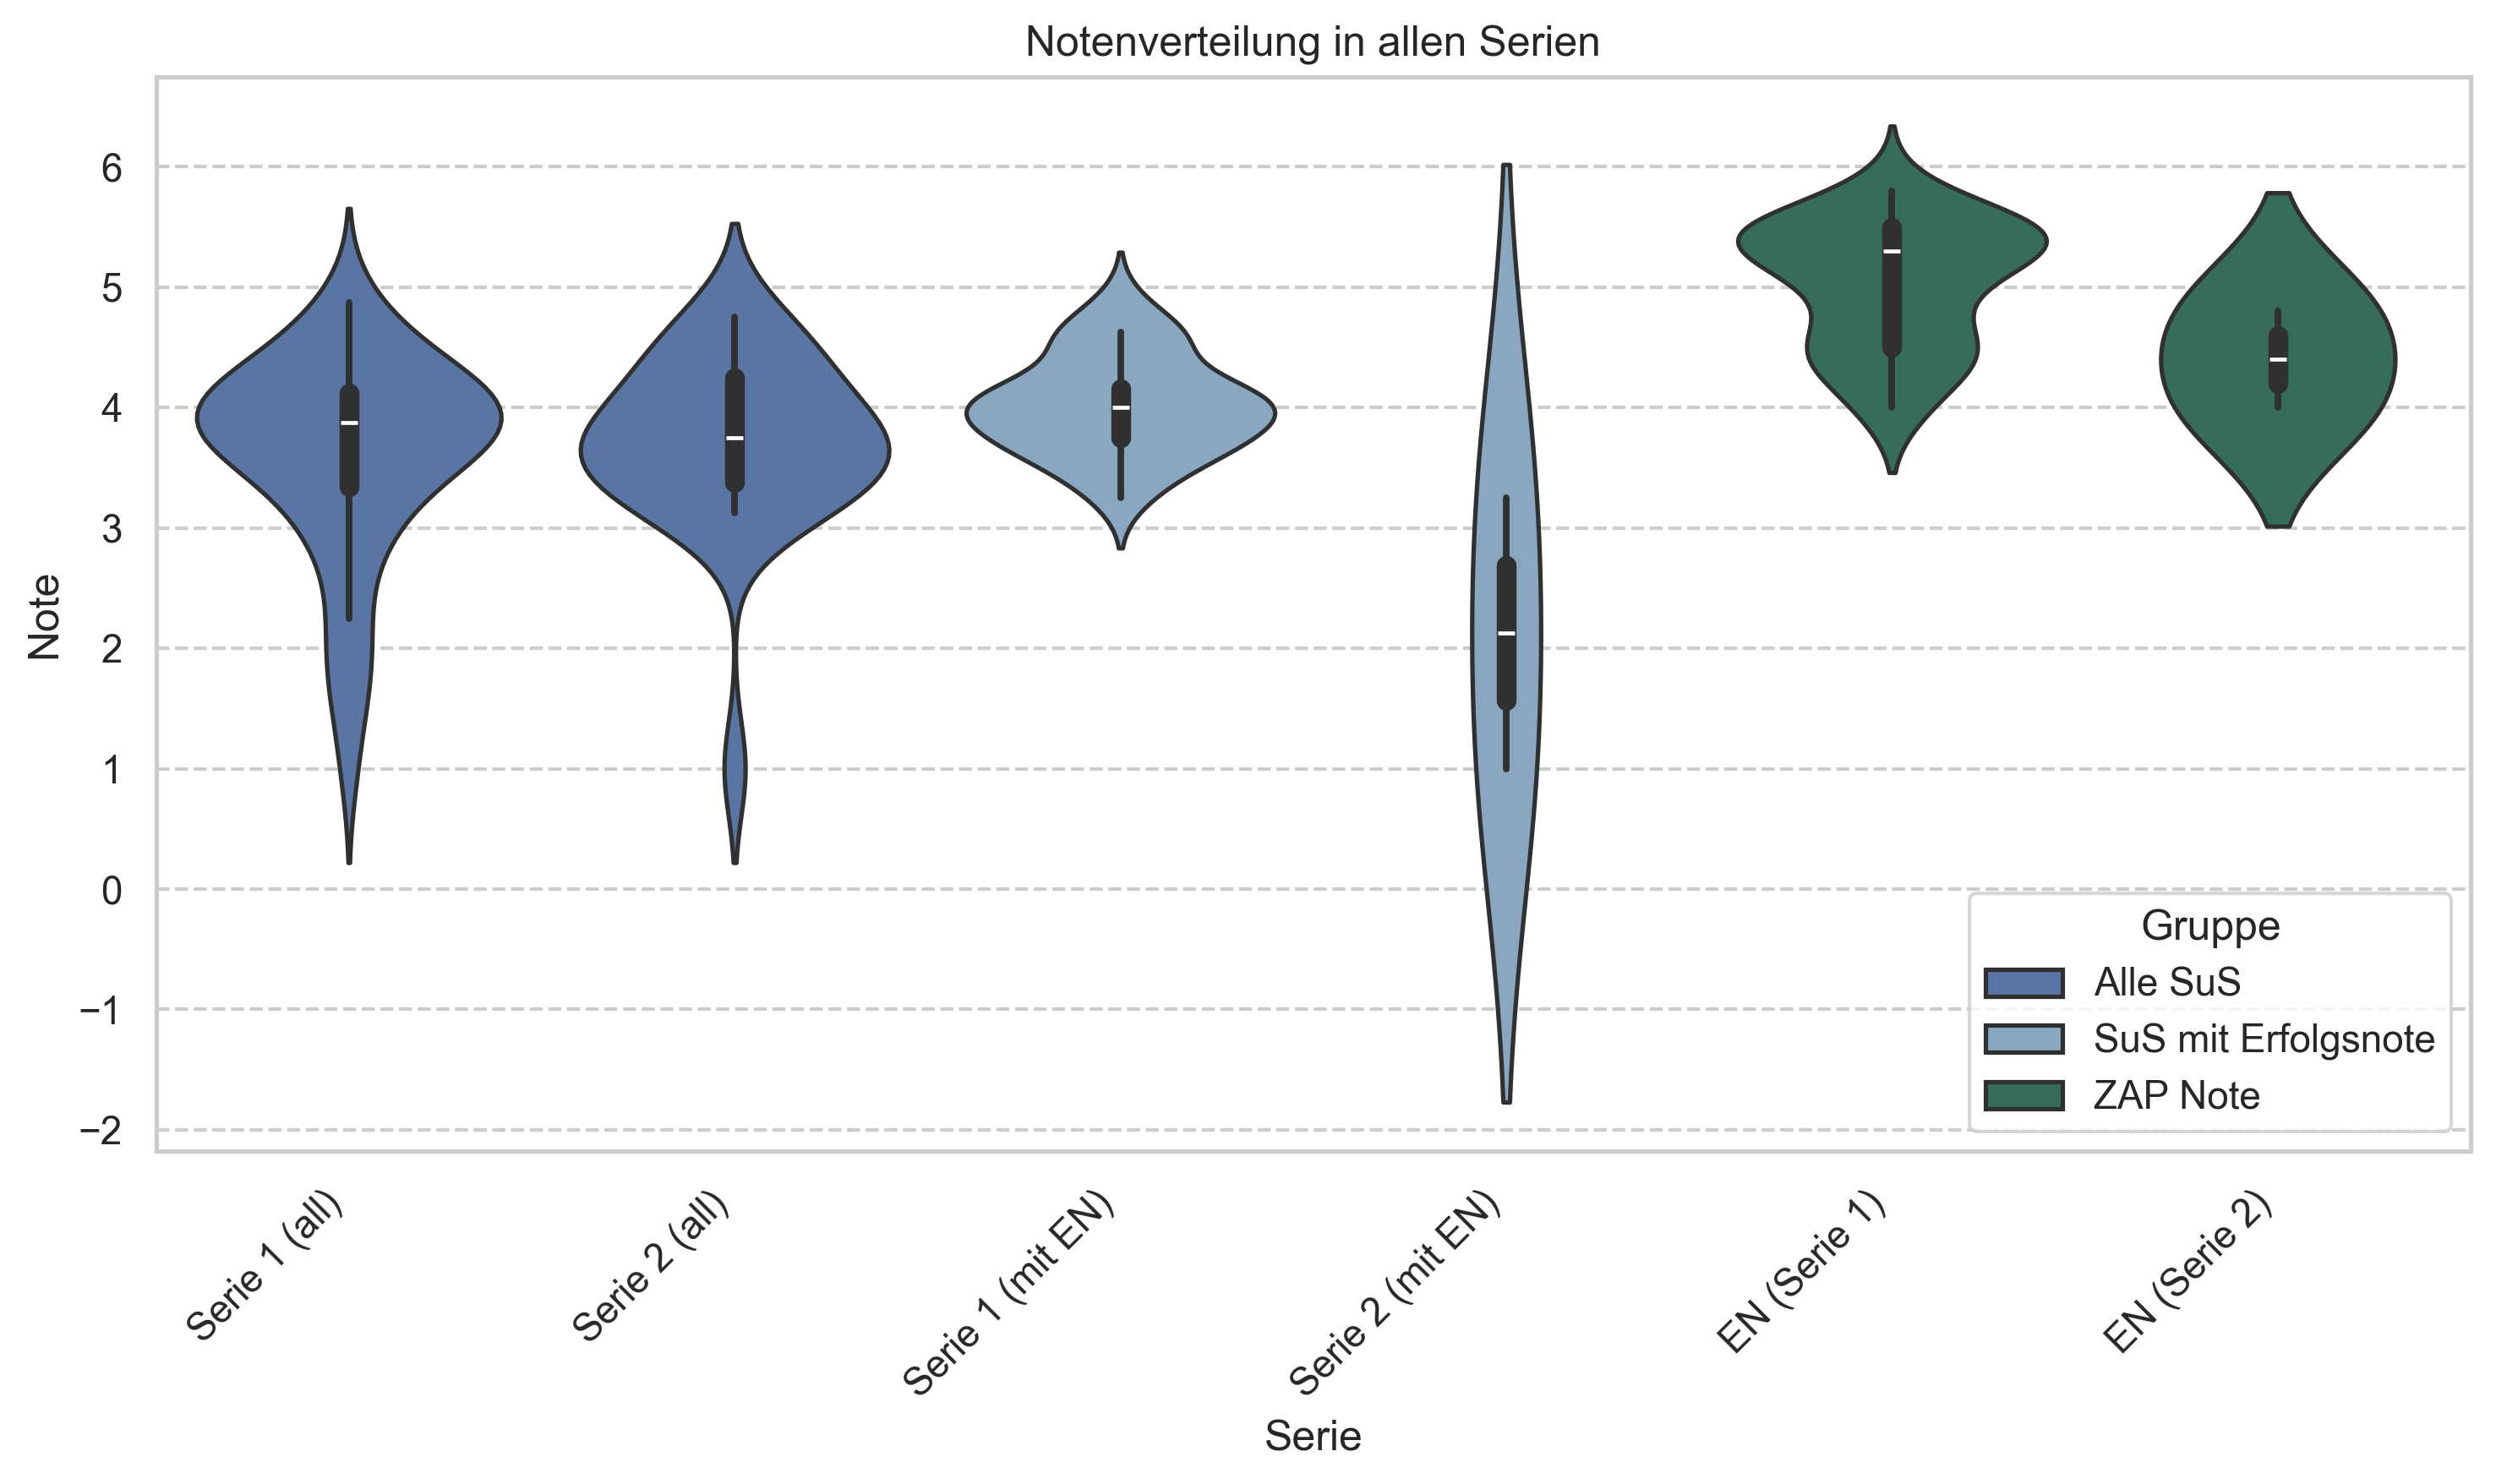 Notenverteilung in allen Serien
Note
6
5
4
3
2
1
0
−1
−2
Gruppe
Alle SuS
SuS mit Erfolgsnote
ZAP Note
Serie 1 (all)
Serie 2 (all)
Serie 1 (mit EN)
Serie 2 (mit EN)
EN (Serie 1)
EN (Serie 2)
Serie